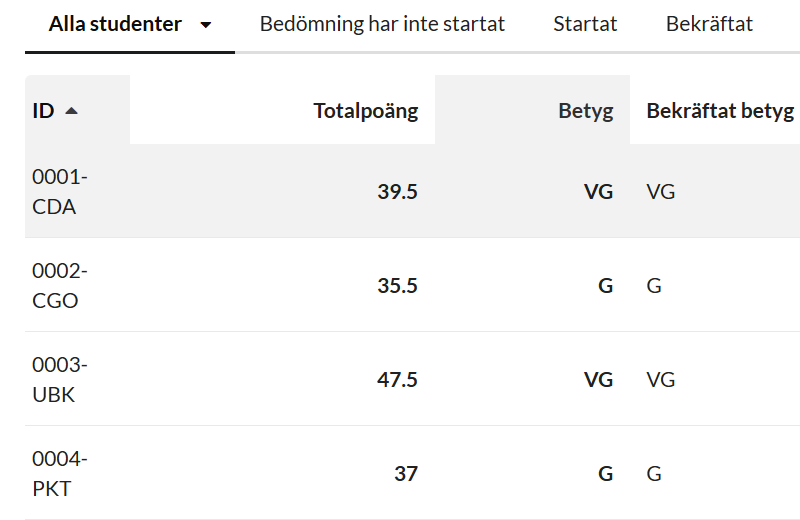 Alla studenter Bedömning har inte startat Startat Bekräftat
ID Totalpoäng Betyg Bekräftat betyg
0001-
CDA 39.5 VG VG
0002-
CGO 35.5 G G
0003-
UBK 47.5 VG VG
0004-
PKT 37 G G